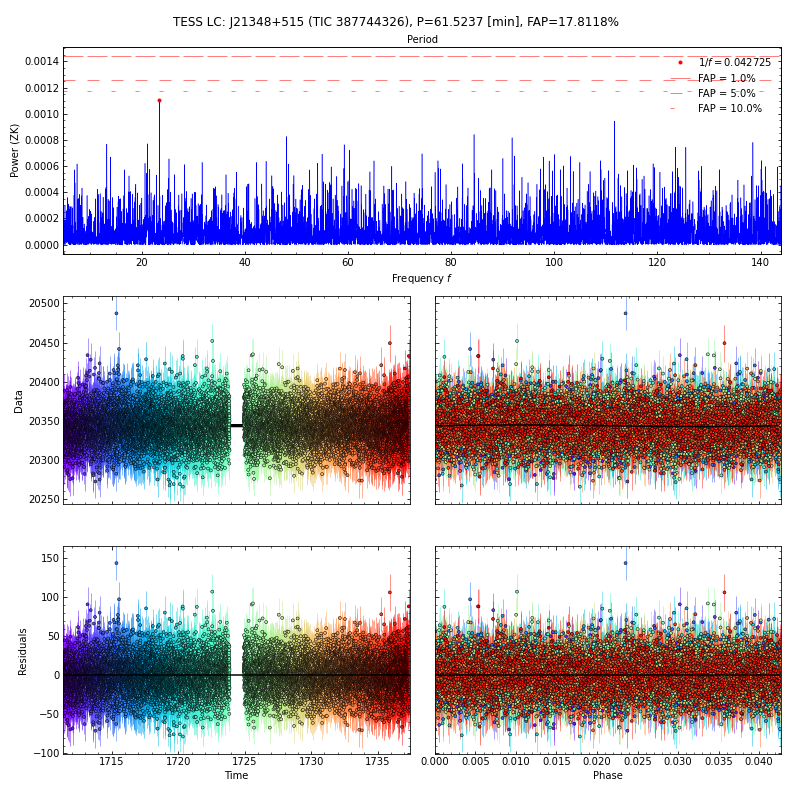 TESS LC: J21348+515 (TIC 387744326), P=61.5237 [min], FAP=17.8118%
Period
Power (ZK)
0.0014
0.0012
0.0010
0.0008
0.0006
0.0004
0.0002
0.0000
1/f = 0.042725
FAP = 1.0%
FAP = 5.0%
FAP = 10.0%
20 40 60 80 100 120 140
Frequency f
Data
20500
20450
20400
20350
20300
20250
Residuals
150
100
50
0
−50
−100
1715 1720 1725 1730 1735
Time
0.000 0.005 0.010 0.015 0.020 0.025 0.030 0.035 0.040
Phase